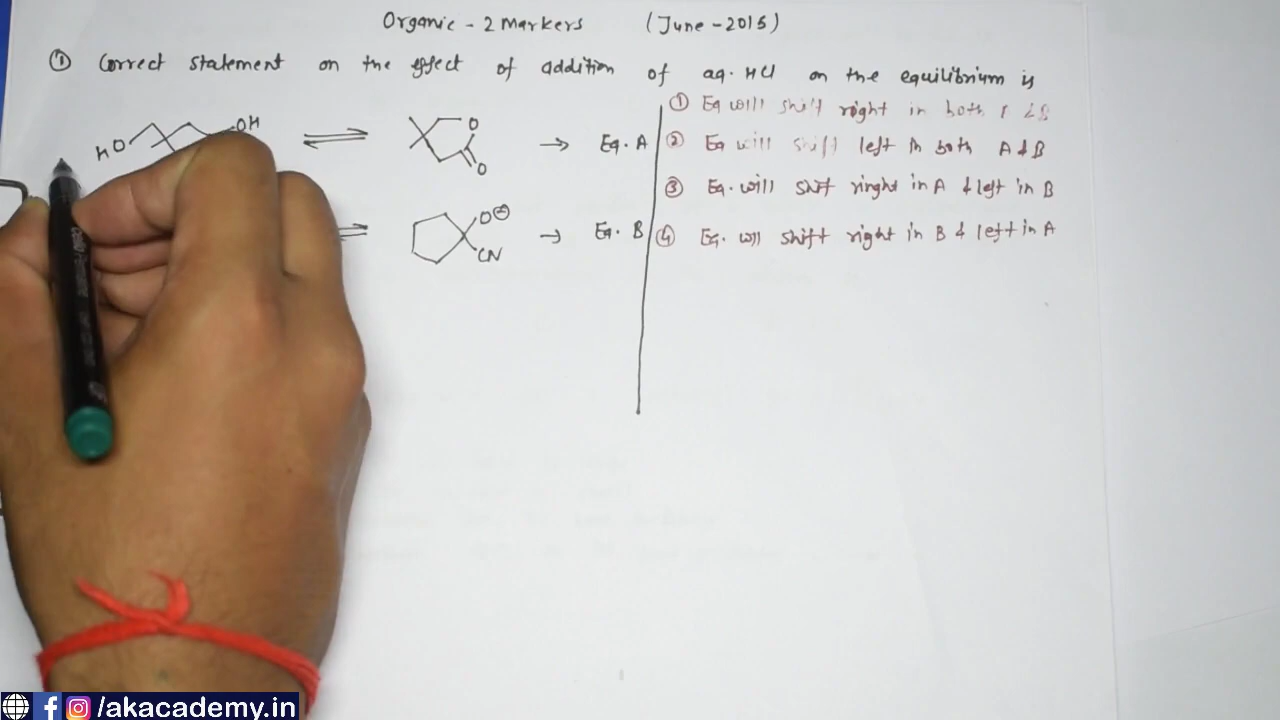 Organic - 2 Markers (June - 2015)
① Correct statement on the effect of addition of aq. HCl on the equilibrium is
HO OH ⇌ O O → Eq. A
⇌ O⊖ CN → Eq. B
① Eq will shift right in both
② Eq will shift left in both A & B
③ Eq. will shift ringht in A & left in B
④ Eq. will shift right in B & left in A
/akacademy.in